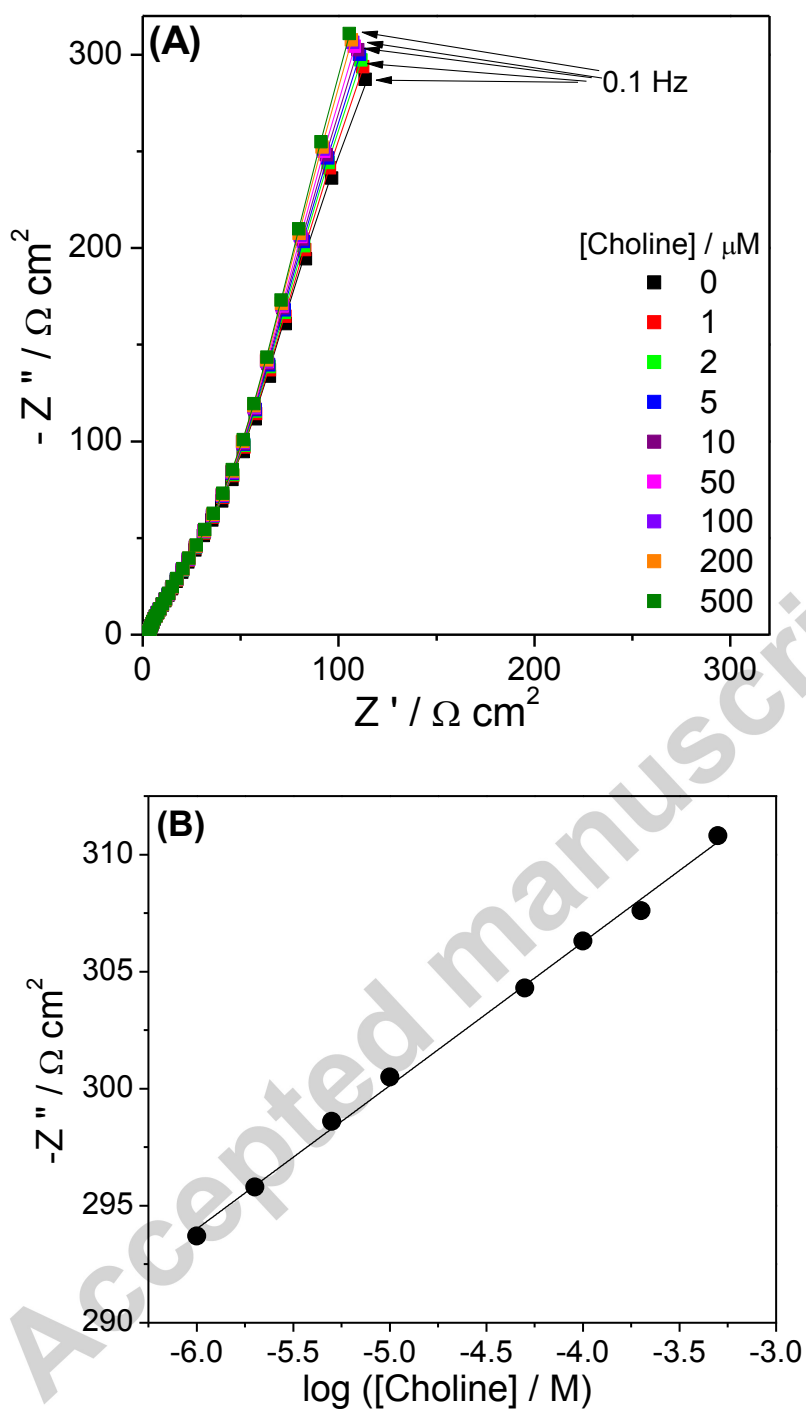 (A)
300
200
100
0
- Z " / Ω cm²
0.1 Hz
[Choline] / μM
0
1
2
5
10
50
100
200
500
0 100 200 300
Z ' / Ω cm²
(B)
310
305
300
295
290
-Z " / Ω cm²
-6.0 -5.5 -5.0 -4.5 -4.0 -3.5 -3.0
log ([Choline] / M)
Accepted manuscri